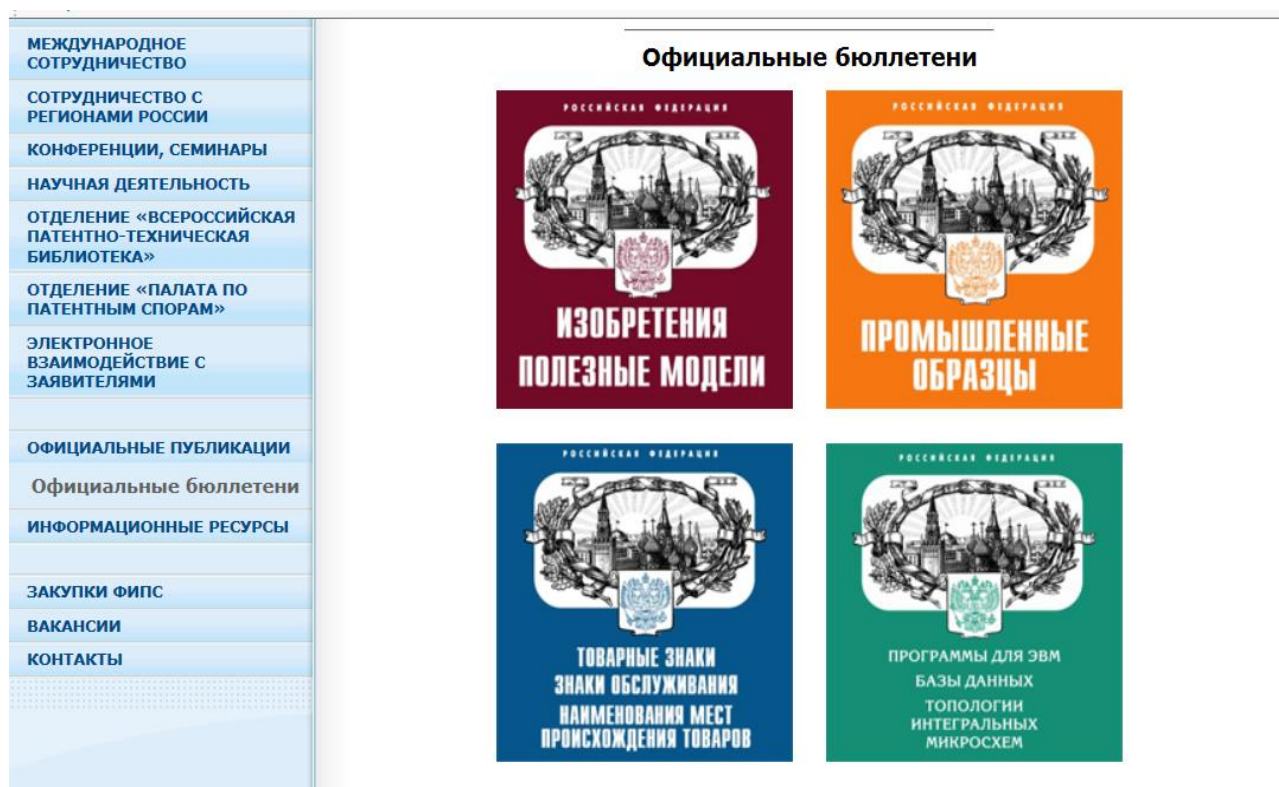 МЕЖДУНАРОДНОЕ
СОТРУДНИЧЕСТВО
СОТРУДНИЧЕСТВО С
РЕГИОНАМИ РОССИИ
КОНФЕРЕНЦИИ, СЕМИНАРЫ
НАУЧНАЯ ДЕЯТЕЛЬНОСТЬ
ОТДЕЛЕНИЕ «ВСЕРОССИЙСКАЯ
ПАТЕНТНО-ТЕХНИЧЕСКАЯ
БИБЛИОТЕКА»
ОТДЕЛЕНИЕ «ПАЛАТА ПО
ПАТЕНТНЫМ СПОРАМ»
ЭЛЕКТРОННОЕ
ВЗАИМОДЕЙСТВИЕ С
ЗАЯВИТЕЛЯМИ
ОФИЦИАЛЬНЫЕ ПУБЛИКАЦИИ
Официальные бюллетени
ИНФОРМАЦИОННЫЕ РЕСУРСЫ
ЗАКУПКИ ФИПС
ВАКАНСИИ
КОНТАКТЫ
Официальные бюллетени
РОССИЙСКАЯ ФЕДЕРАЦИЯ
ИЗОБРЕТЕНИЯ
ПОЛЕЗНЫЕ МОДЕЛИ
РОССИЙСКАЯ ФЕДЕРАЦИЯ
ПРОМЫШЛЕННЫЕ
ОБРАЗЦЫ
РОССИЙСКАЯ ФЕДЕРАЦИЯ
ТОВАРНЫЕ ЗНАКИ
ЗНАКИ ОБСЛУЖИВАНИЯ
НАИМЕНОВАНИЯ МЕСТ
ПРОИСХОЖДЕНИЯ ТОВАРОВ
РОССИЙСКАЯ ФЕДЕРАЦИЯ
ПРОГРАММЫ ДЛЯ ЭВМ
БАЗЫ ДАННЫХ
ТОПОЛОГИИ
ИНТЕГРАЛЬНЫХ
МИКРОСХЕМ